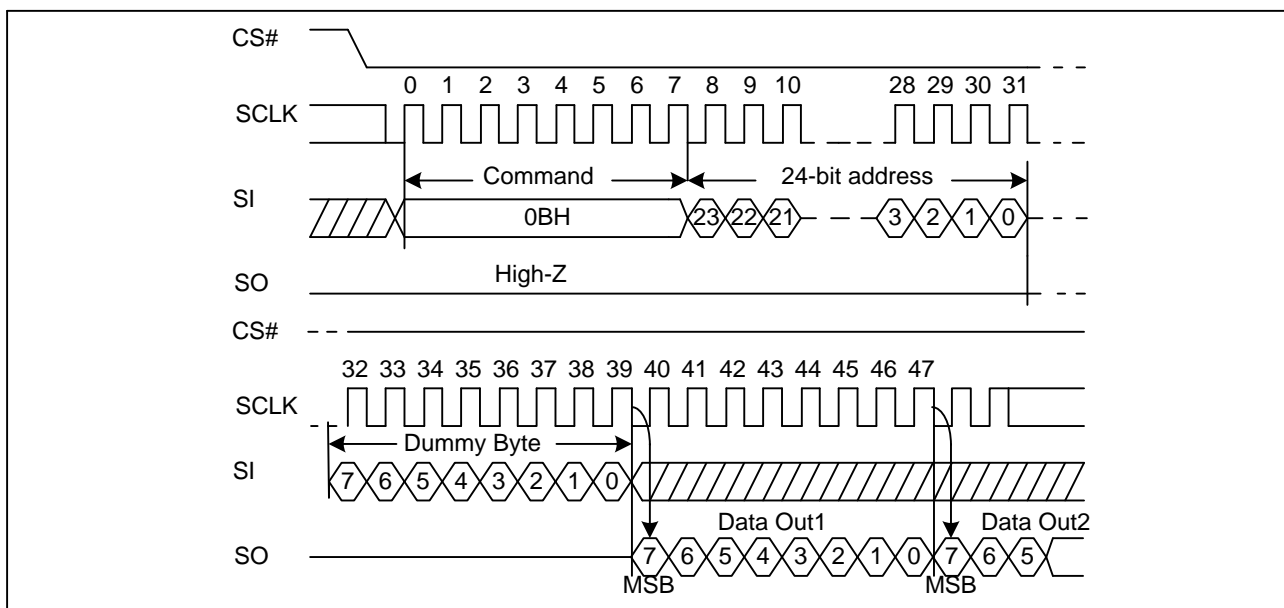 CS#
0 1 2 3 4 5 6 7 8 9 10 28 29 30 31
SCLK
Command 24-bit address
SI
0BH 23 22 21 3 2 1 0
High-Z
SO
CS#
32 33 34 35 36 37 38 39 40 41 42 43 44 45 46 47
SCLK
Dummy Byte
SI
7 6 5 4 3 2 1 0
Data Out1 Data Out2
SO
7 6 5 4 3 2 1 0 7 6 5
MSB MSB